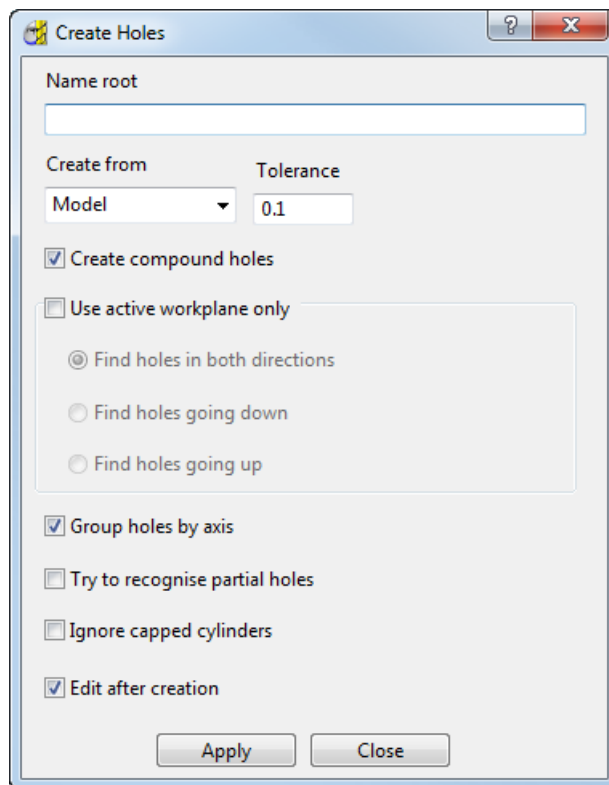 Create Holes
?
Name root
Create from Tolerance
Model 0.1
Create compound holes
Use active workplane only
Find holes in both directions
Find holes going down
Find holes going up
Group holes by axis
Try to recognise partial holes
Ignore capped cylinders
Edit after creation
Apply Close